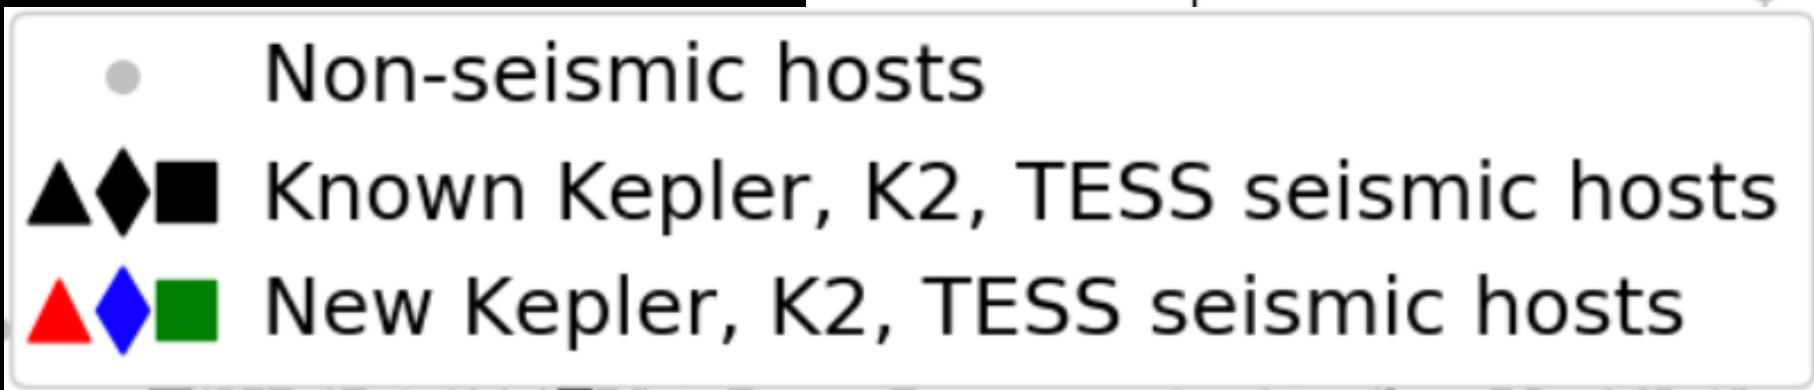 Non-seismic hosts
Known Kepler, K2, TESS seismic hosts
New Kepler, K2, TESS seismic hosts